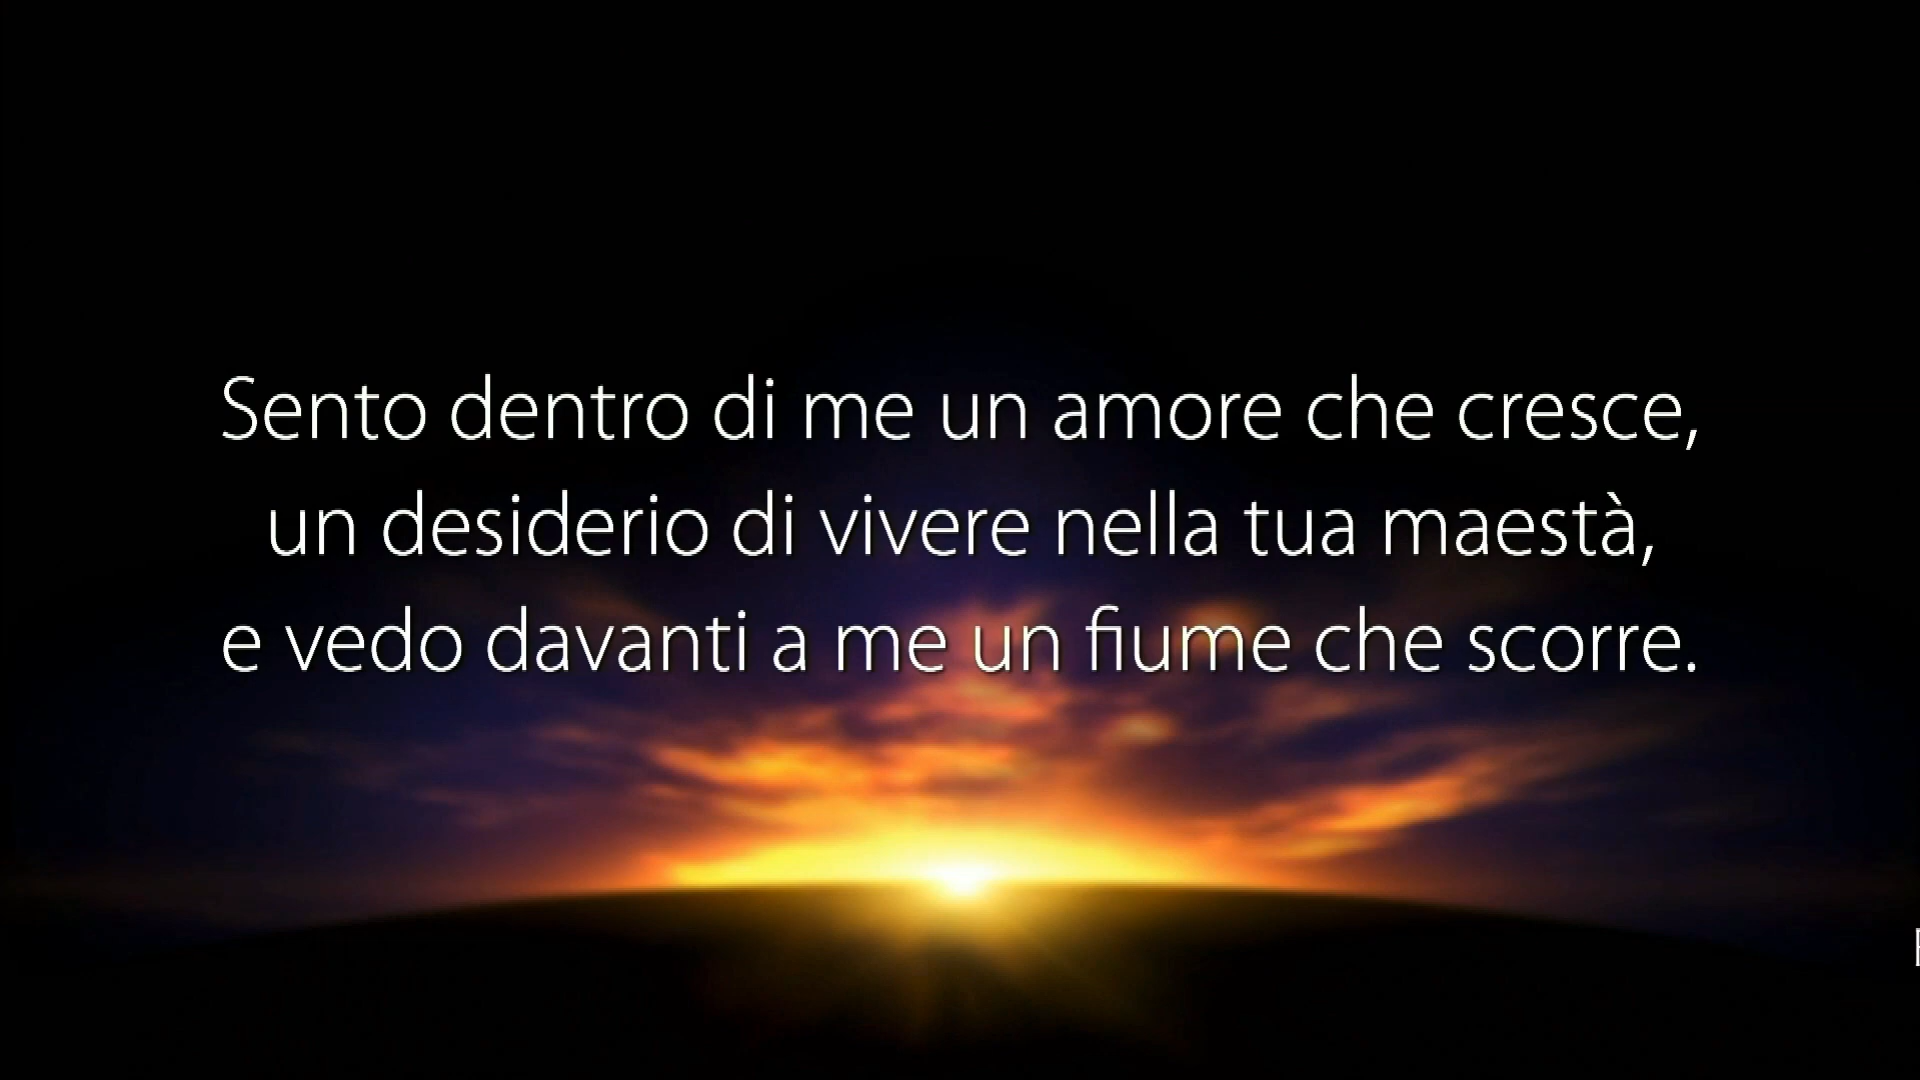 Sento dentro di me un amore che cresce,
un desiderio di vivere nella tua maestà,
e vedo davanti a me un fiume che scorre.